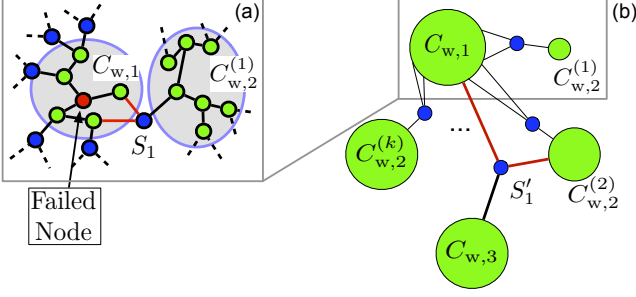 (a)
C_{w,1}
C_{w,2}^{(1)}
S_1
Failed
Node
(b)
C_{w,1}
C_{w,2}^{(1)}
C_{w,2}^{(k)}
...
C_{w,2}^{(2)}
S'_1
C_{w,3}